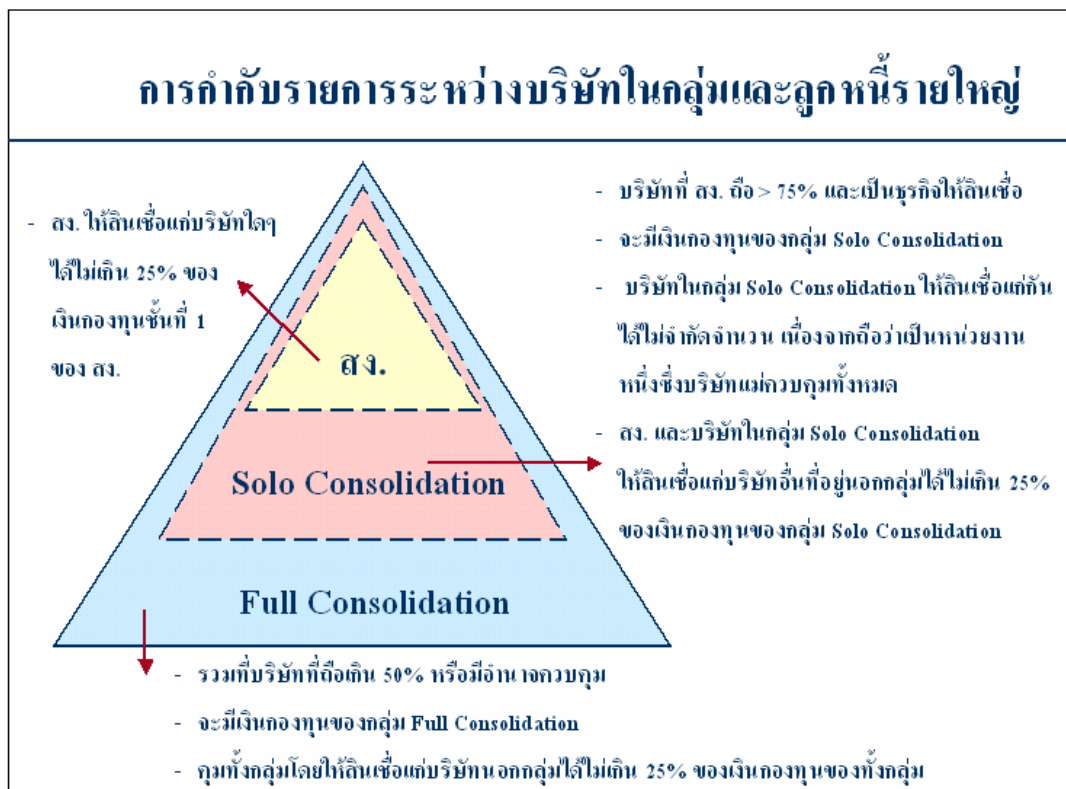 การกำกับรายการระหว่างบริษัทในกลุ่มและลูกหนี้รายใหญ่
- สง. ให้สินเชื่อแก่บริษัทใดๆ
ได้ไม่เกิน 25% ของ
เงินกองทุนชั้นที่ 1
ของ สง.
สง.
Solo Consolidation
Full Consolidation
- บริษัทที่ สง. ถือ > 75% และเป็นธุรกิจให้สินเชื่อ
- จะมีเงินกองทุนของกลุ่ม Solo Consolidation
- บริษัทในกลุ่ม Solo Consolidation ให้สินเชื่อแก่กัน
ได้ไม่จำกัดจำนวน เนื่องจากถือว่าเป็นหน่วยงาน
หนึ่งซึ่งบริษัทแม่ควบคุมทั้งหมด
- สง. และบริษัทในกลุ่ม Solo Consolidation
ให้สินเชื่อแก่บริษัทอื่นที่อยู่นอกกลุ่มได้ไม่เกิน 25%
ของเงินกองทุนของกลุ่ม Solo Consolidation
- รวมที่บริษัทที่ถือเกิน 50% หรือมีอำนาจควบคุม
- จะมีเงินกองทุนของกลุ่ม Full Consolidation
- คุมทั้งกลุ่มโดยให้สินเชื่อแก่บริษัทนอกกลุ่มได้ไม่เกิน 25% ของเงินกองทุนของทั้งกลุ่ม